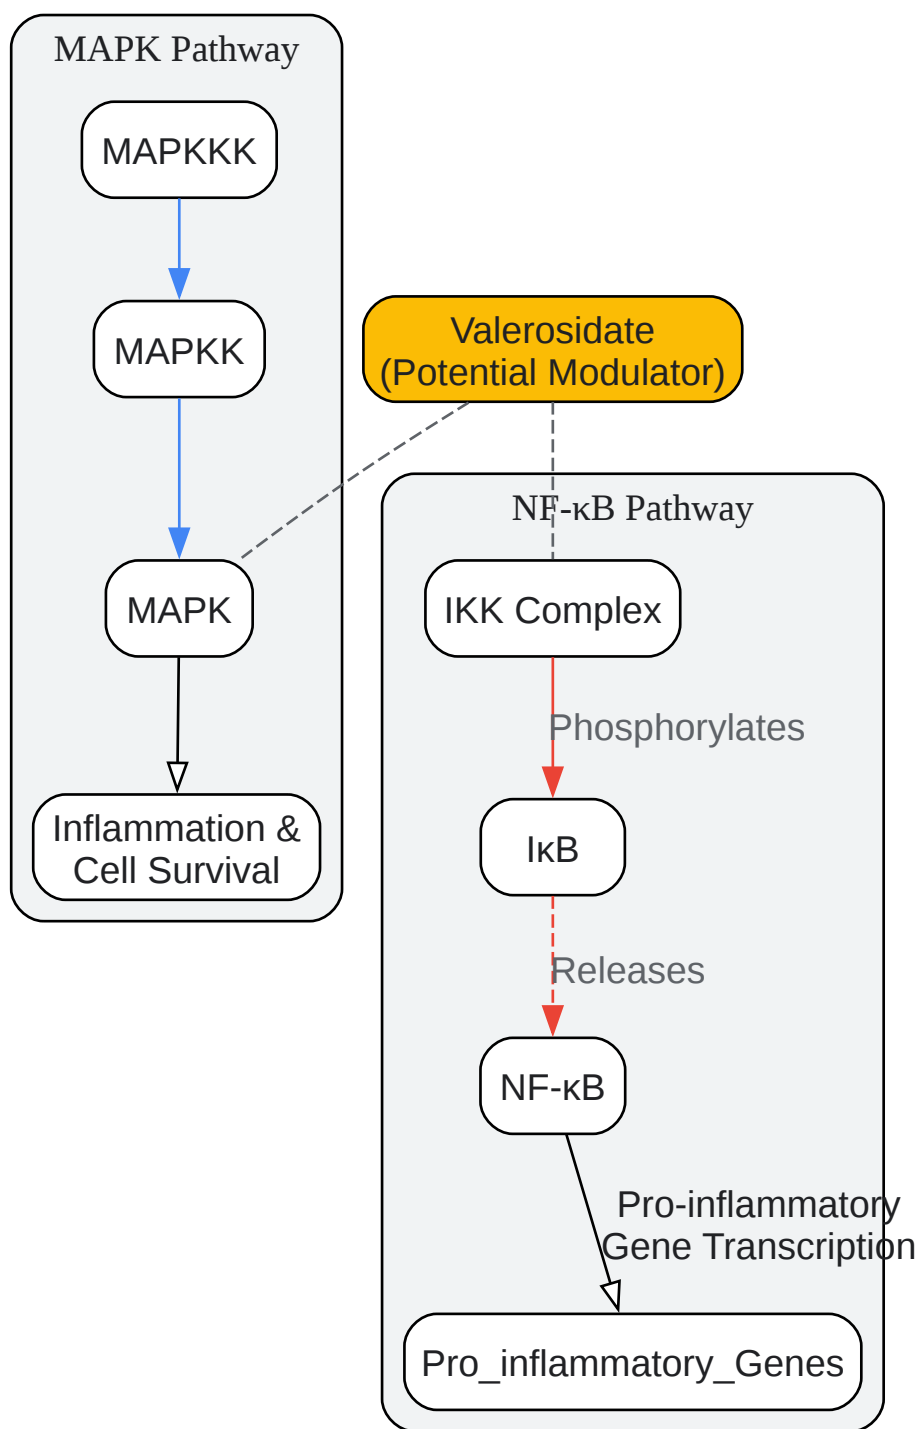 MAPK Pathway
MAPKKK
MAPKK
Valerosidate
(Potential Modulator)
NF-κB Pathway
MAPK
IKK Complex
Phosphorylates
Inflammation &
Cell Survival
IκB
Releases
NF-κB
Pro-inflammatory
Gene Transcription
Pro_inflammatory_Genes